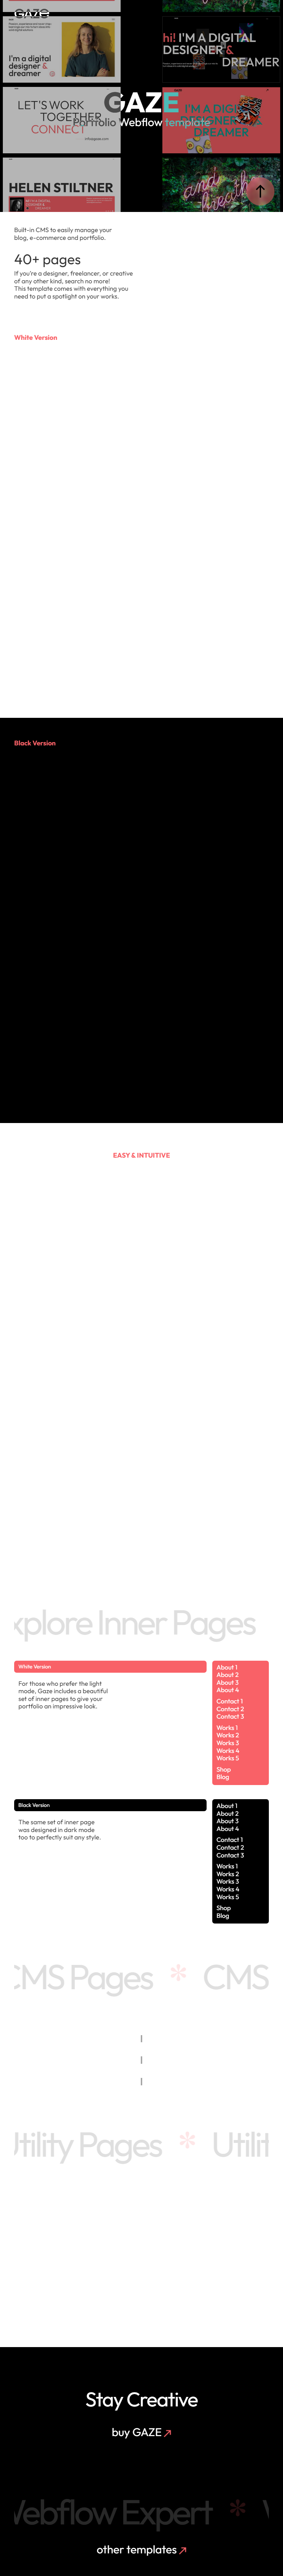 GAZE
I'm a digital
designer &
dreamer
hi! I'M A DIGITAL
DESIGNER &
DREAMER
LET'S WORK
TOGETHER
CONNECT
I'M A DIGITAL
DESIGNER &
DREAMER
GAZE
Portfolio Webflow template
HELEN STILTNER
and breathe
Built-in CMS to easily manage your
blog, e-commerce and portfolio.
40+ pages
If you're a designer, freelancer, or creative
of any other kind, search no more!
This template comes with everything you
need to put a spotlight on your works.
White Version
Black Version
EASY & INTUITIVE
xplore Inner Pages
White Version
For those who prefer the light
mode, Gaze includes a beautiful
set of inner pages to give your
portfolio an impressive look.
About 1
About 2
About 3
About 4
Contact 1
Contact 2
Contact 3
Works 1
Works 2
Works 3
Works 4
Works 5
Shop
Blog
Black Version
The same set of inner page
was designed in dark mode
too to perfectly suit any style.
About 1
About 2
About 3
About 4
Contact 1
Contact 2
Contact 3
Works 1
Works 2
Works 3
Works 4
Works 5
Shop
Blog
CMS Pages * CMS
Utility Pages * Utilit
Stay Creative
buy GAZE
Webflow Expert *
other templates